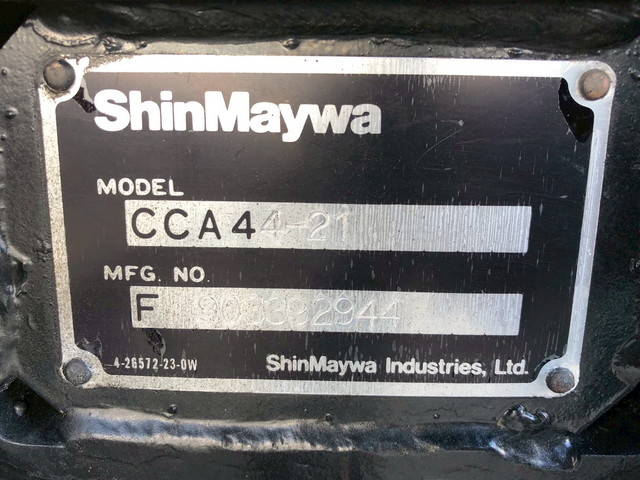 ShinMaywa
MODEL
CCA44-21
MFG. NO.
F 903392944
4-26572-23-0W
ShinMaywa Industries, Ltd.